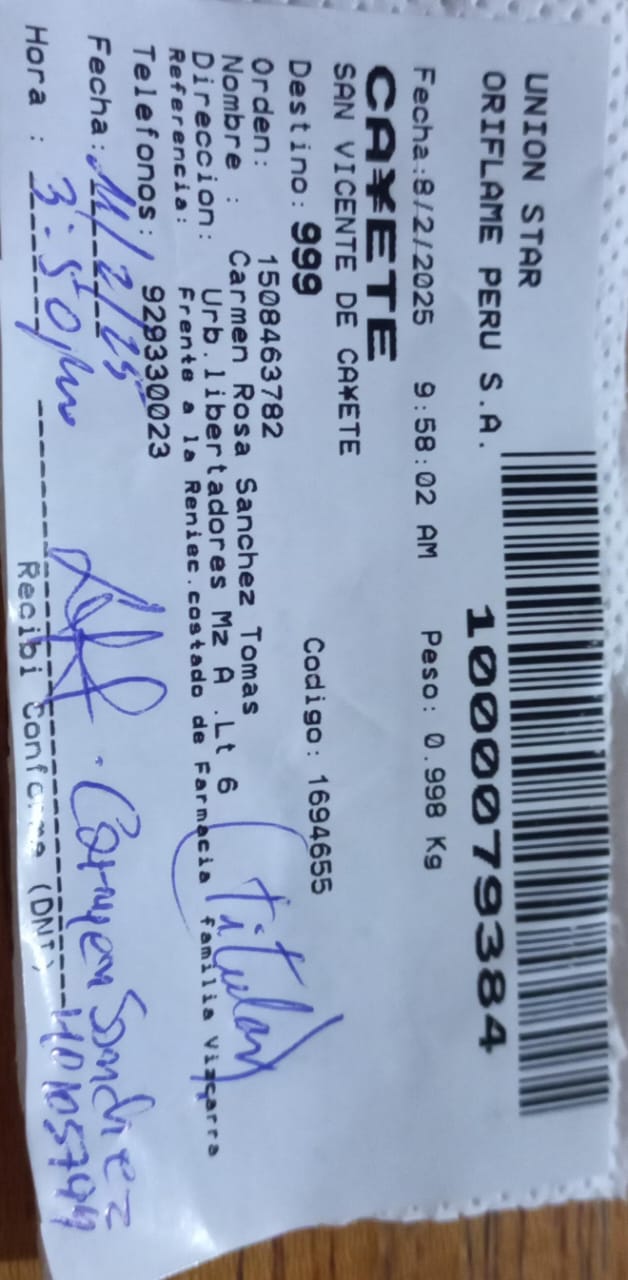 UNION STAR
ORIFLAME PERU S.A.
1000079384
Fecha:8/2/2025 9:58:02 AM Peso: 0.998 Kg
CA¥ETE
SAN VICENTE DE CA¥ETE
Destino: 999 Codigo: 1694655
Orden: 1508463782
Nombre : Carmen Rosa Sanchez Tomas
Direccion: Urb.libertadores Mz A .Lt 6
(titular)
Referencia: Frente a la Reniec.costado de Farmacia familia Vizcarra
Telefonos: 929330023
Fecha: 11/2/25
Carmen Sanchez
Hora : 3:50 pm
Recibi Conforme (DNI)